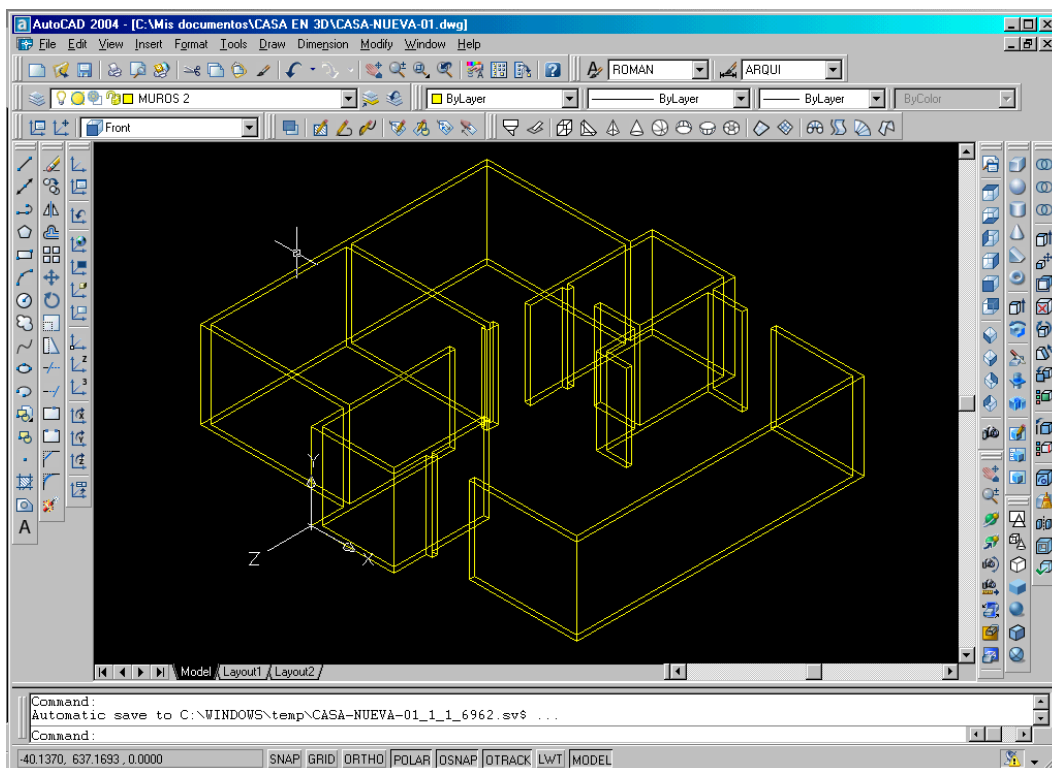 AutoCAD 2004 - [C:\Mis documentos\CASA EN 3D\CASA-NUEVA-01.dwg]
File Edit View Insert Format Tools Draw Dimension Modify Window Help
ROMAN ARQUI
MUROS 2 ByLayer ByLayer ByLayer ByColor
Front
A
Y
Z X
Model Layout1 Layout2
Command:
Automatic save to C:\WINDOWS\temp\CASA-NUEVA-01_1_1_6962.sv$ ...
Command:
-40.1370, 637.1693 , 0.0000 SNAP GRID ORTHO POLAR OSNAP OTRACK LWT MODEL